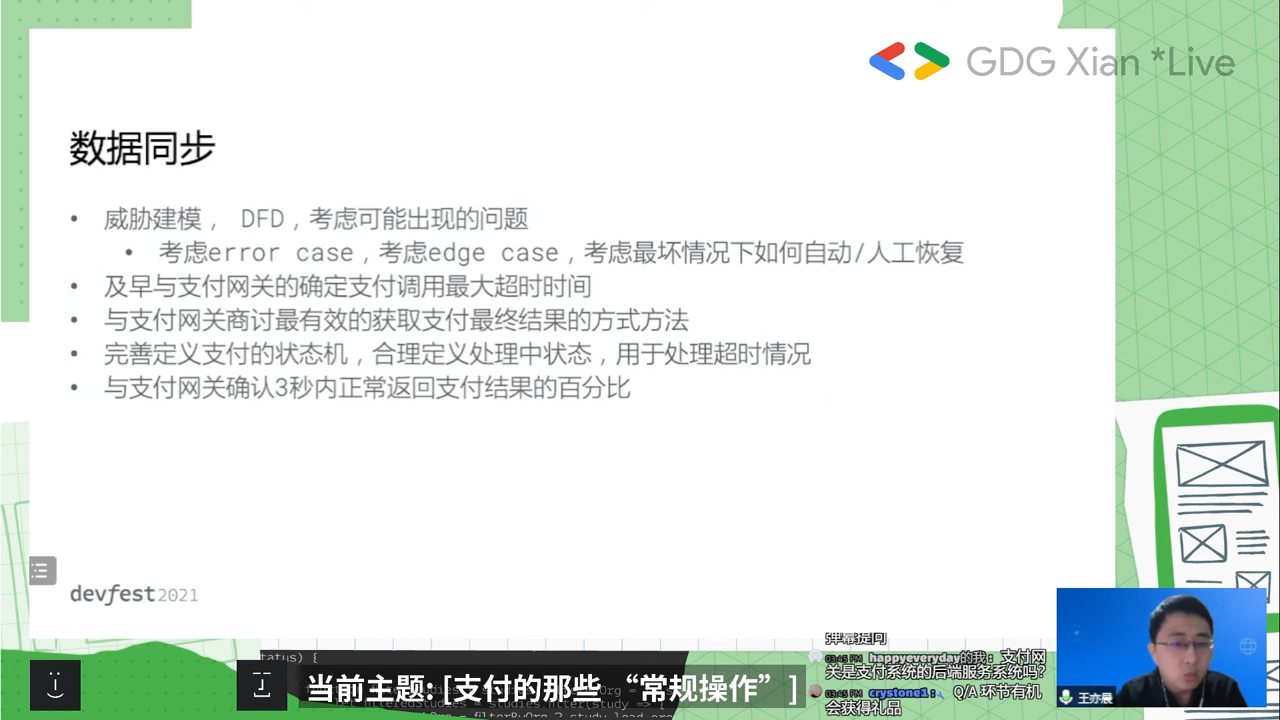 GDG Xian *Live
数据同步
• 威胁建模， DFD，考虑可能出现的问题
• 考虑error case，考虑edge case，考虑最坏情况下如何自动/人工恢复
• 及早与支付网关的确定支付调用最大超时时间
• 与支付网关商讨最有效的获取支付最终结果的方式方法
• 完善定义支付的状态机，合理定义处理中状态，用于处理超时情况
• 与支付网关确认3秒内正常返回支付结果的百分比
devfest2021
tatus) {
当前主题: [支付的那些 “常规操作” ]
弹幕提问
03:45 PM happyeveryday的我: 支付网
关是支付系统的后端服务系统吗?
03:45 PM crystone1: Q/A 环节有机
会获得礼品
王亦晨